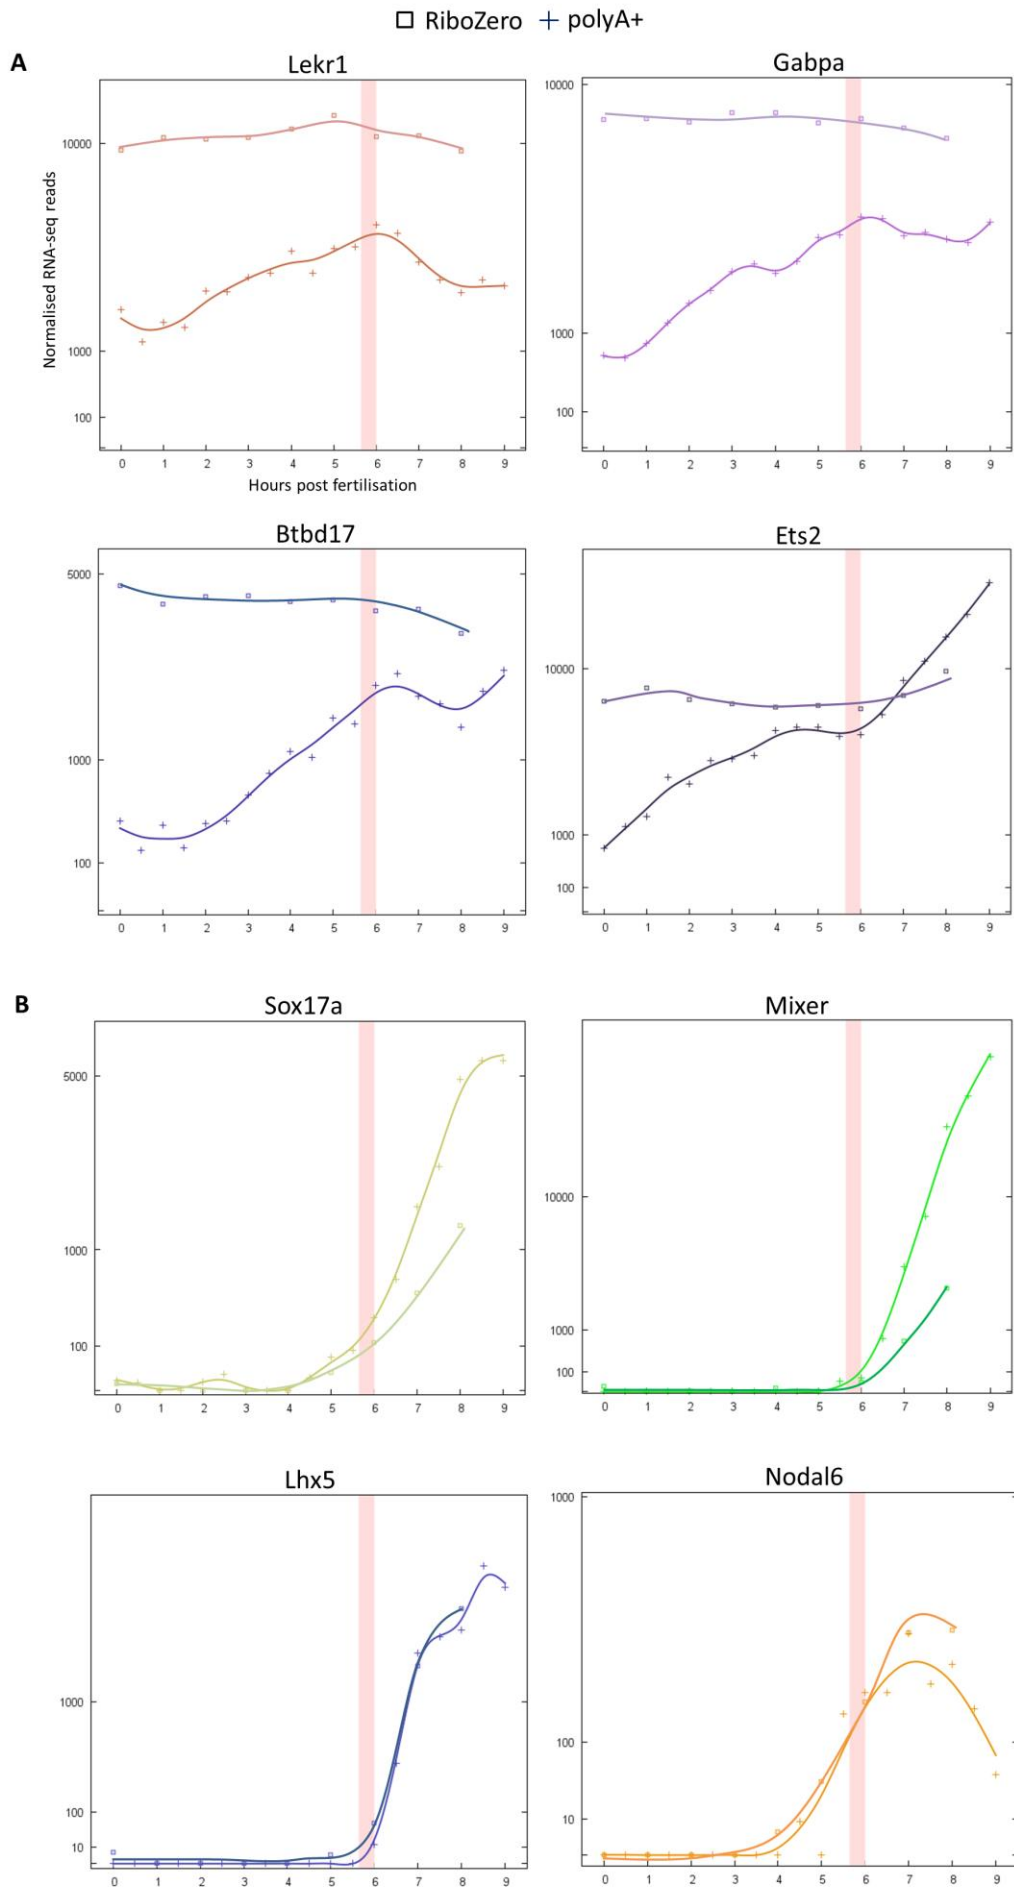 RiboZero polyA+
A
Lekr1
Gabpa
10000
1000
100
Normalised RNA-seq reads
0 1 2 3 4 5 6 7 8 9
Hours post fertilisation
10000
1000
100
0 1 2 3 4 5 6 7 8 9
Btbd17
Ets2
5000
1000
100
0 1 2 3 4 5 6 7 8 9
10000
1000
100
0 1 2 3 4 5 6 7 8 9
B
Sox17a
Mixer
5000
1000
100
0 1 2 3 4 5 6 7 8 9
10000
1000
100
0 1 2 3 4 5 6 7 8 9
Lhx5
Nodal6
1000
100
10
0 1 2 3 4 5 6 7 8 9
1000
100
10
0 1 2 3 4 5 6 7 8 9